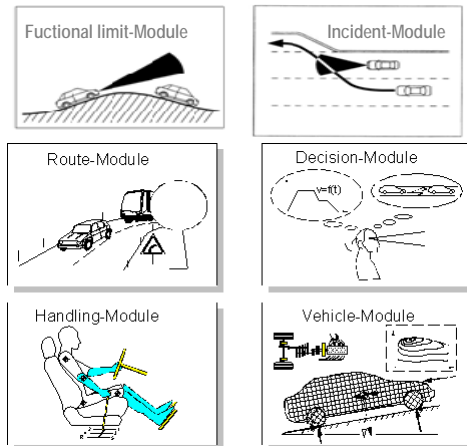 Fuctional limit-Module
Incident-Module
Route-Module
Decision-Module
v=f(t)
Handling-Module
Vehicle-Module